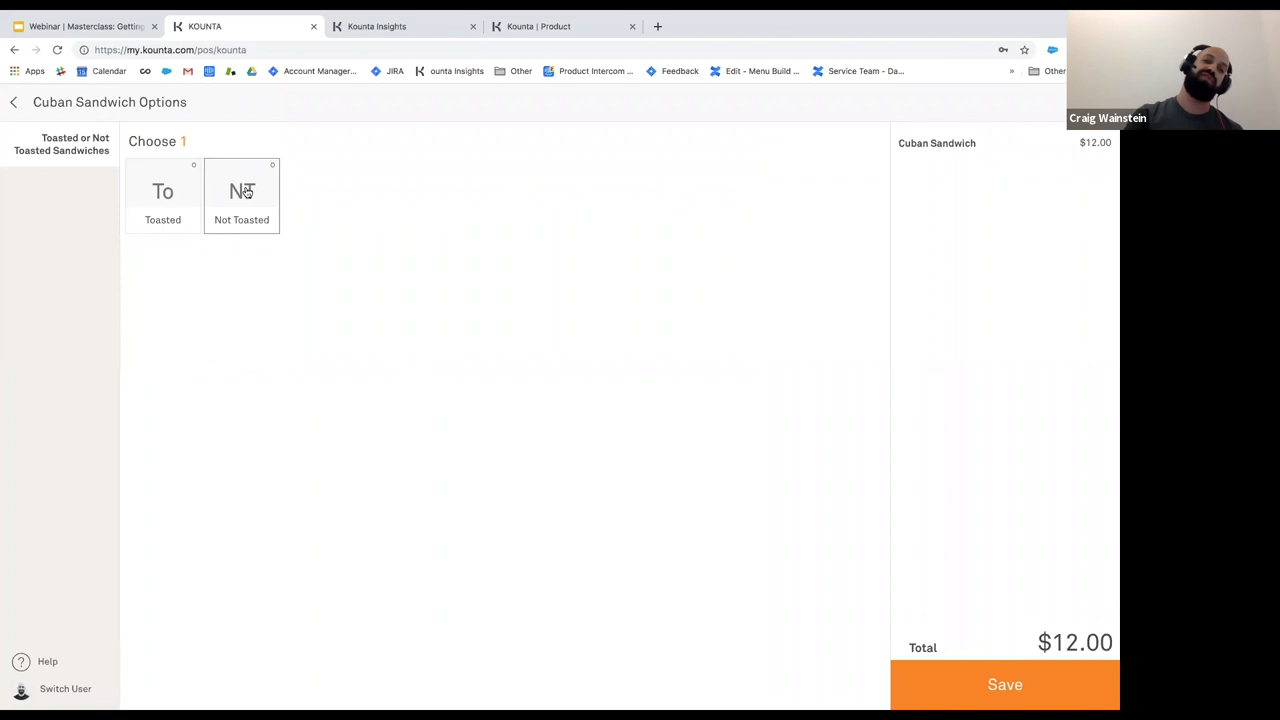 Webinar | Masterclass: Getting
KOUNTA
Kounta Insights
Kounta | Product
https://my.kounta.com/pos/kounta
Apps
Calendar
Account Manager...
JIRA
ounta Insights
Other
Product Intercom ...
Feedback
Edit - Menu Build ...
Service Team - Da...
»
Other
Craig Wainstein
Cuban Sandwich Options
Toasted or Not
Toasted Sandwiches
Choose 1
0
To
Toasted
0
NT
Not Toasted
Cuban Sandwich
$12.00
Total
$12.00
Save
? Help
Switch User